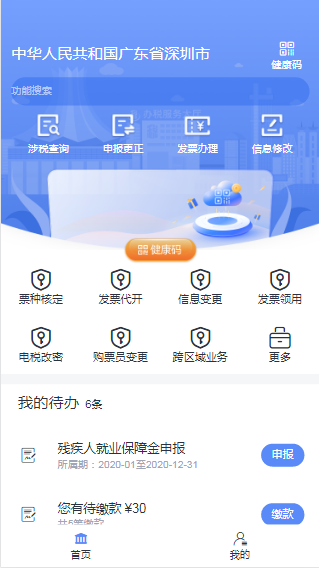 中华人民共和国广东省深圳市
健康码
功能搜索
涉税查询 申报更正 发票办理 信息修改
健康码
票种核定 发票代开 信息变更 发票领用
电税改密 购票员变更 跨区域业务 更多
我的待办 6条
残疾人就业保障金申报
所属期：2020-01至2020-12-31
申报
您有待缴款 ¥30
共5笔缴款
缴款
首页 我的